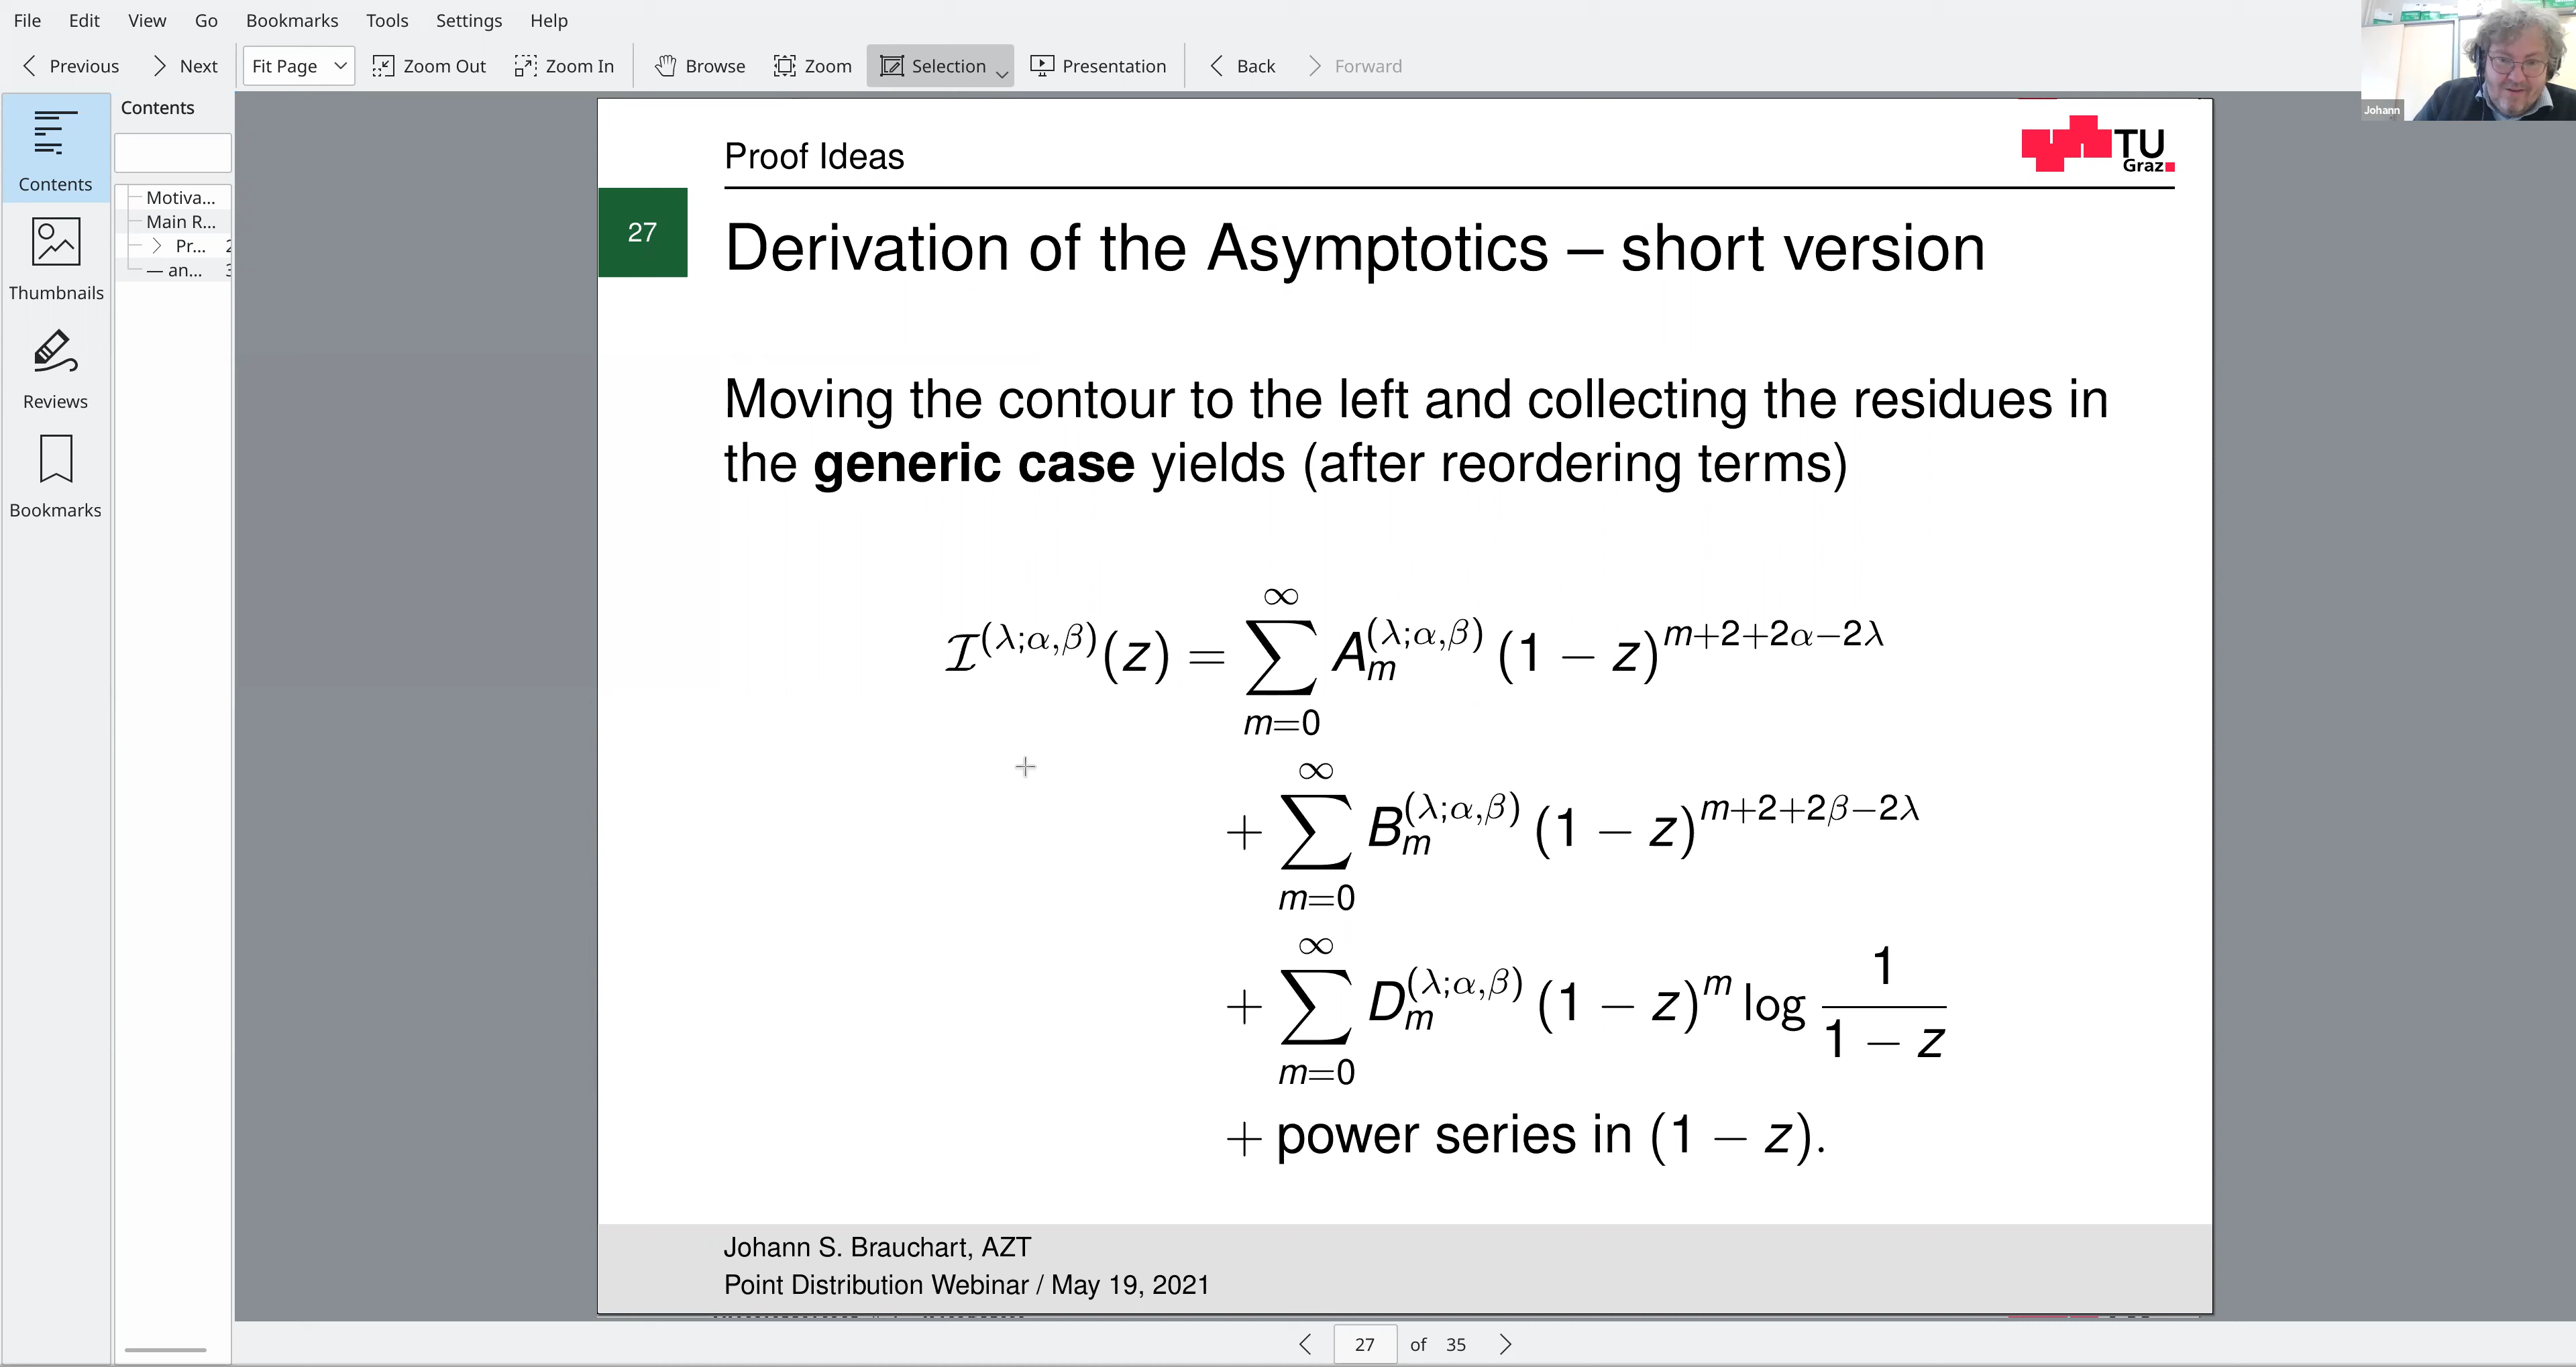 File Edit View Go Bookmarks Tools Settings Help
Previous Next Fit Page Zoom Out Zoom In Browse Zoom Selection Presentation Back Forward
Johann
Contents
Contents
Motiva...
Main R...
Pr... 2
— an... 3
Thumbnails
Reviews
Bookmarks
Proof Ideas
TU
Graz
27
Derivation of the Asymptotics – short version
Moving the contour to the left and collecting the residues in
the generic case yields (after reordering terms)
ℐ^{(λ;α,β)}(z) = ∑_{m=0}^{∞} A_m^{(λ;α,β)} (1 − z)^{m+2+2α−2λ}
+ ∑_{m=0}^{∞} B_m^{(λ;α,β)} (1 − z)^{m+2+2β−2λ}
+ ∑_{m=0}^{∞} D_m^{(λ;α,β)} (1 − z)^m log \frac{1}{1 − z}
+ power series in (1 − z).
Johann S. Brauchart, AZT
Point Distribution Webinar / May 19, 2021
27 of 35